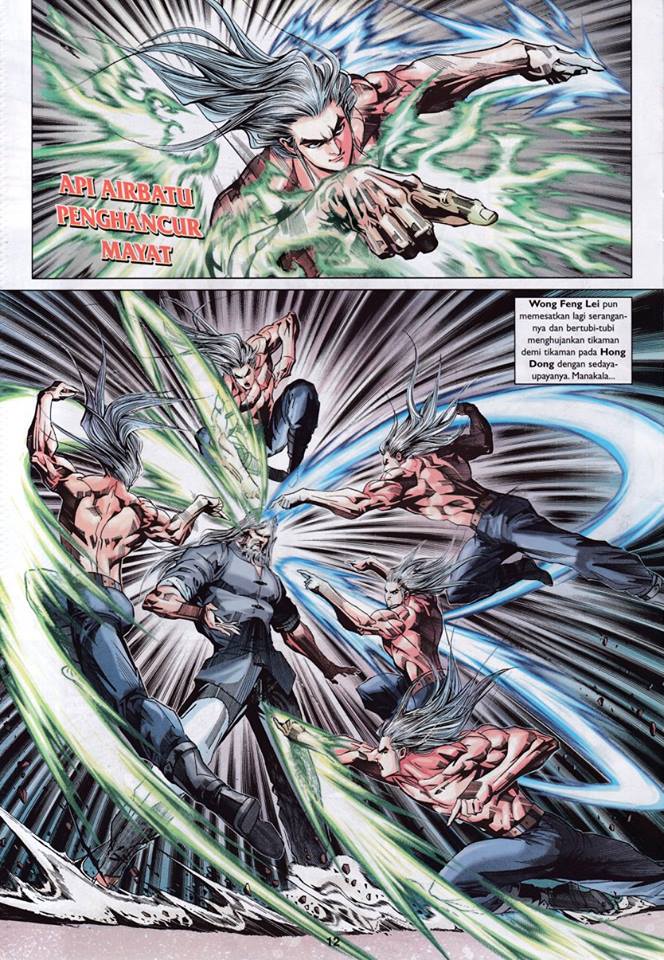 API AIRBATU
PENGHANCUR
MAYAT
Wong Feng Lei pun
memesatkan lagi serangan-
nya dan bertubi-tubi
menghujankan tikaman
demi tikaman pada Hong
Dong dengan sedaya-
upayanya. Manakala...
12